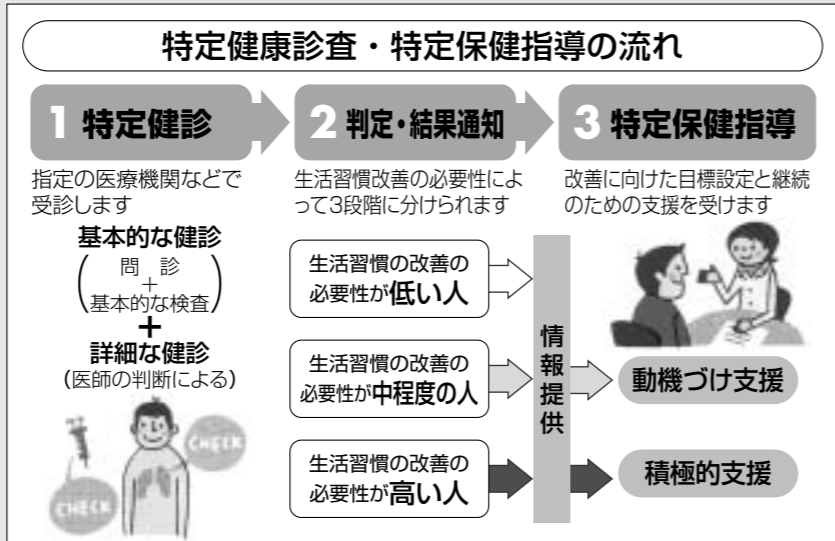 特定健康診査・特定保健指導の流れ
1 特定健診
指定の医療機関などで
受診します
基本的な健診
(問 診
+
基本的な検査)
+
詳細な健診
(医師の判断による)
CHECK
CHECK
2 判定・結果通知
生活習慣改善の必要性によ
って3段階に分けられます
生活習慣の改善の
必要性が低い人
生活習慣の改善の
必要性が中程度の人
生活習慣の改善の
必要性が高い人
情報提供
3 特定保健指導
改善に向けた目標設定と継続
のための支援を受けます
動機づけ支援
積極的支援